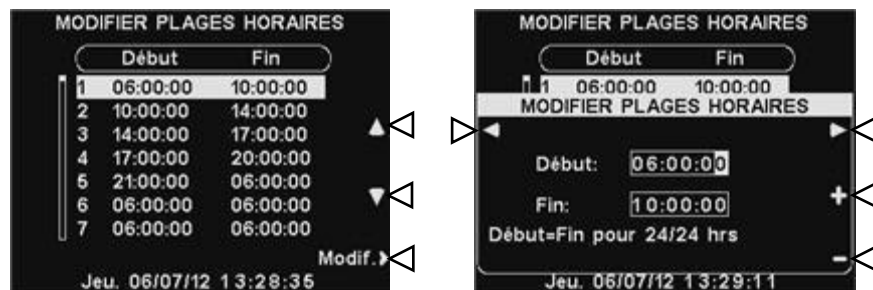 MODIFIER PLAGES HORAIRES
Début Fin
1 06:00:00 10:00:00
2 10:00:00 14:00:00
3 14:00:00 17:00:00
4 17:00:00 20:00:00
5 21:00:00 06:00:00
6 06:00:00 06:00:00
7 06:00:00 06:00:00
Modif.
Jeu. 06/07/12 13:28:35
MODIFIER PLAGES HORAIRES
Début Fin
1 06:00:00 10:00:00
MODIFIER PLAGES HORAIRES
Début: 06:00:00
+
Fin: 10:00:00
Début=Fin pour 24/24 hrs
-
Jeu. 06/07/12 13:29:11